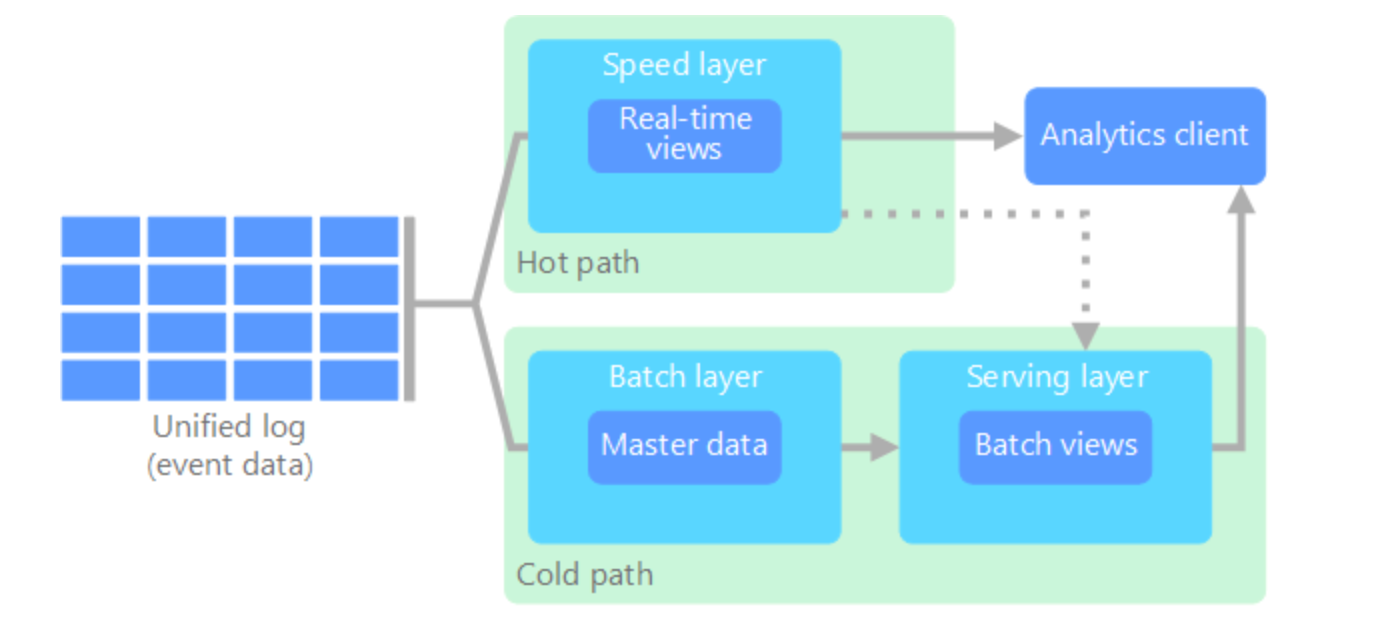 Speed layer
Real-time
views
Analytics client
Hot path
Unified log
(event data)
Batch layer
Master data
Serving layer
Batch views
Cold path